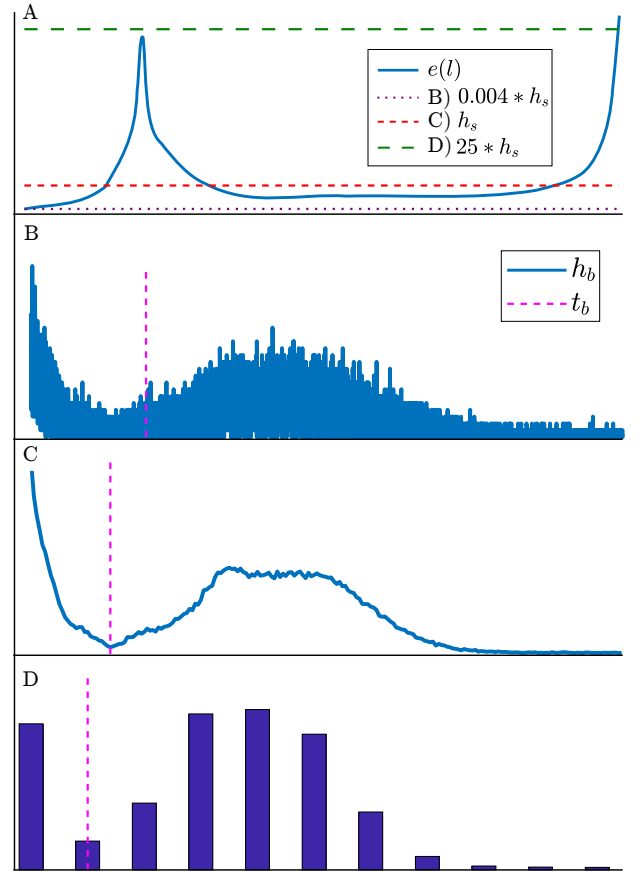 A
e(l)
B) 0.004 * h_s
C) h_s
D) 25 * h_s
B
h_b
t_b
C
D